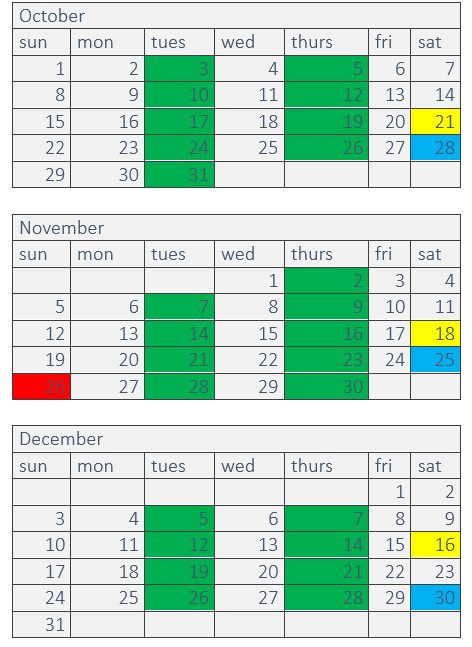 October
sun mon tues wed thurs fri sat
1 2 3 4 5 6 7
8 9 10 11 12 13 14
15 16 17 18 19 20 21
22 23 24 25 26 27 28
29 30 31
November
sun mon tues wed thurs fri sat
1 2 3 4
5 6 7 8 9 10 11
12 13 14 15 16 17 18
19 20 21 22 23 24 25
26 27 28 29 30
December
sun mon tues wed thurs fri sat
1 2
3 4 5 6 7 8 9
10 11 12 13 14 15 16
17 18 19 20 21 22 23
24 25 26 27 28 29 30
31